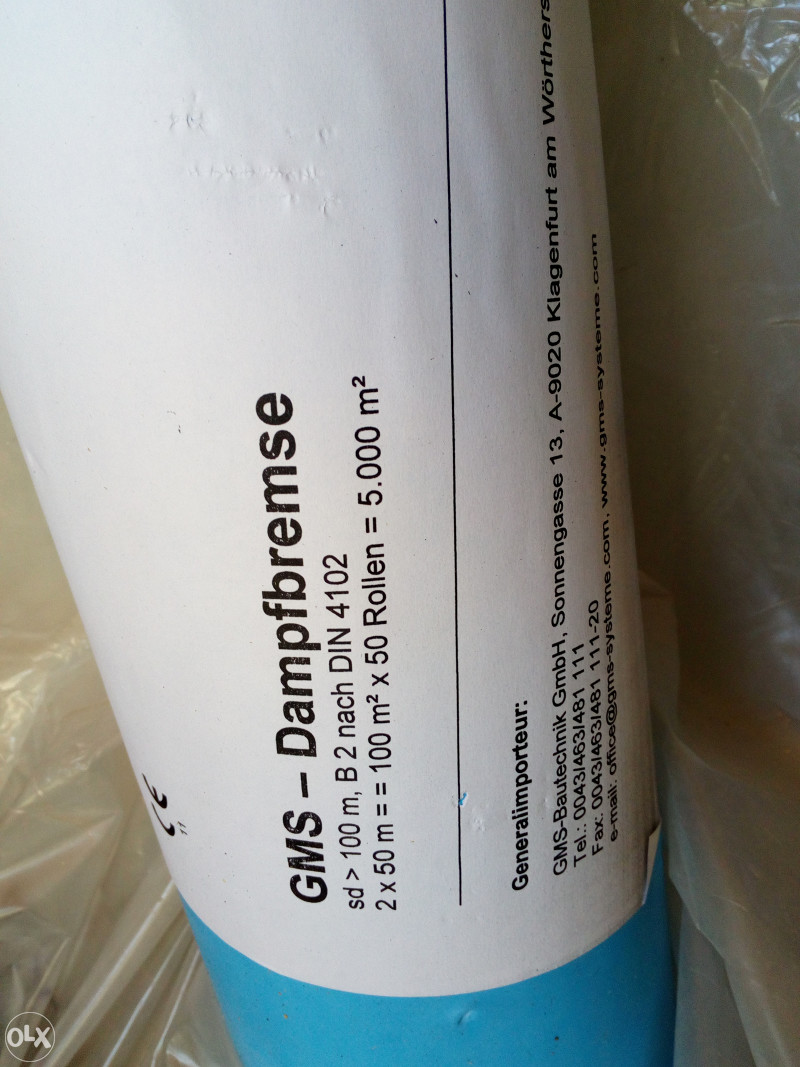 CE
11
GMS – Dampfbremse
sd > 100 m, B 2 nach DIN 4102
2 x 50 m = = 100 m² x 50 Rollen = 5.000 m²
Generalimporteur:
GMS-Bautechnik GmbH, Sonnengasse 13, A-9020 Klagenfurt am Wörthers
Tel.: 0043/463/481 111
Fax: 0043/463/481 111-20
e-mail: office@gms-systeme.com, www.gms-systeme.com
OLX